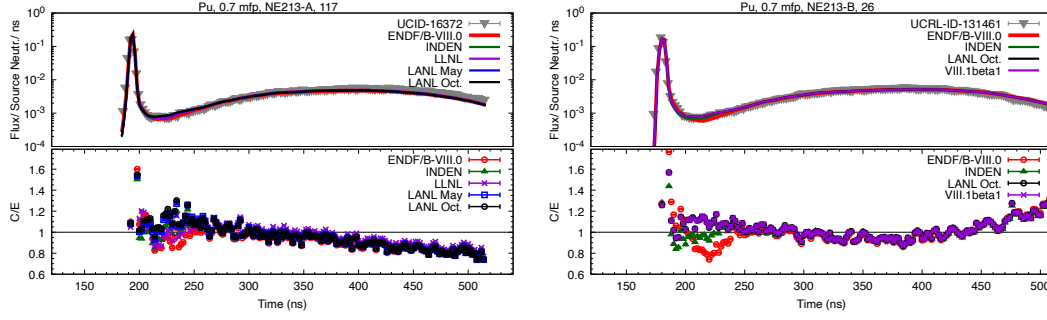 Pu, 0.7 mfp, NE213-A, 117
Flux/ Source Neutr./ ns
10^0
10^-1
10^-2
10^-3
10^-4
UCID-16372
ENDF/B-VIII.0
INDEN
LLNL
LANL May
LANL Oct.
C/E
1.6
1.4
1.2
1
0.8
0.6
ENDF/B-VIII.0
INDEN
LLNL
LANL May
LANL Oct.
150 200 250 300 350 400 450 500
Time (ns)
Pu, 0.7 mfp, NE213-B, 26
Flux/ Source Neutr./ ns
10^0
10^-1
10^-2
10^-3
10^-4
UCRL-ID-131461
ENDF/B-VIII.0
INDEN
LANL Oct.
VIII.1beta1
C/E
1.6
1.4
1.2
1
0.8
0.6
ENDF/B-VIII.0
INDEN
LANL Oct.
VIII.1beta1
150 200 250 300 350 400 450 500
Time (ns)